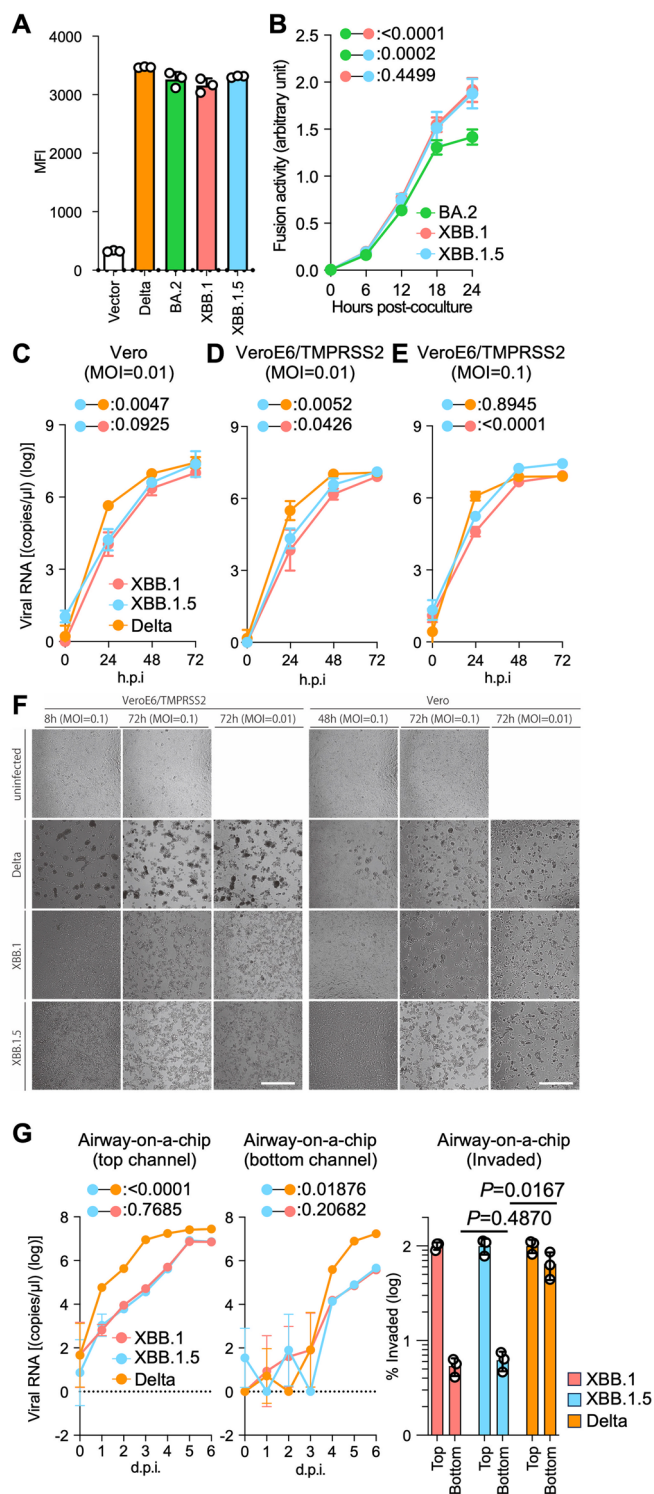 A
4000
3000
2000
1000
0
MFI
Vector
Delta
BA.2
XBB.1
XBB.1.5
B
:<0.0001
:0.0002
:0.4499
2.5
2.0
1.5
1.0
0.5
0.0
Fusion activity (arbitrary unit)
BA.2
XBB.1
XBB.1.5
0 6 12 18 24
Hours post-coculture
C
Vero
(MOI=0.01)
:0.0047
:0.0925
9
6
3
0
Viral RNA [(copies/μl) (log)]
XBB.1
XBB.1.5
Delta
0 24 48 72
h.p.i
D
VeroE6/TMPRSS2
(MOI=0.01)
:0.0052
:0.0426
9
6
3
0
0 24 48 72
h.p.i
E
VeroE6/TMPRSS2
(MOI=0.1)
:0.8945
:<0.0001
9
6
3
0
0 24 48 72
h.p.i
F
VeroE6/TMPRSS2
Vero
8h (MOI=0.1) 72h (MOI=0.1) 72h (MOI=0.01) 48h (MOI=0.1) 72h (MOI=0.1) 72h (MOI=0.01)
uninfected
Delta
XBB.1
XBB.1.5
G
Airway-on-a-chip
(top channel)
:<0.0001
:0.7685
8
6
4
2
0
-2
Viral RNA [(copies/μl) (log)]
XBB.1
XBB.1.5
Delta
0 1 2 3 4 5 6
d.p.i.
Airway-on-a-chip
(bottom channel)
:0.01876
:0.20682
8
6
4
2
0
-2
0 1 2 3 4 5 6
d.p.i.
Airway-on-a-chip
(Invaded)
P=0.0167
P=0.4870
2
1
0
% Invaded (log)
Top
Bottom
Top
Bottom
Top
Bottom
XBB.1
XBB.1.5
Delta